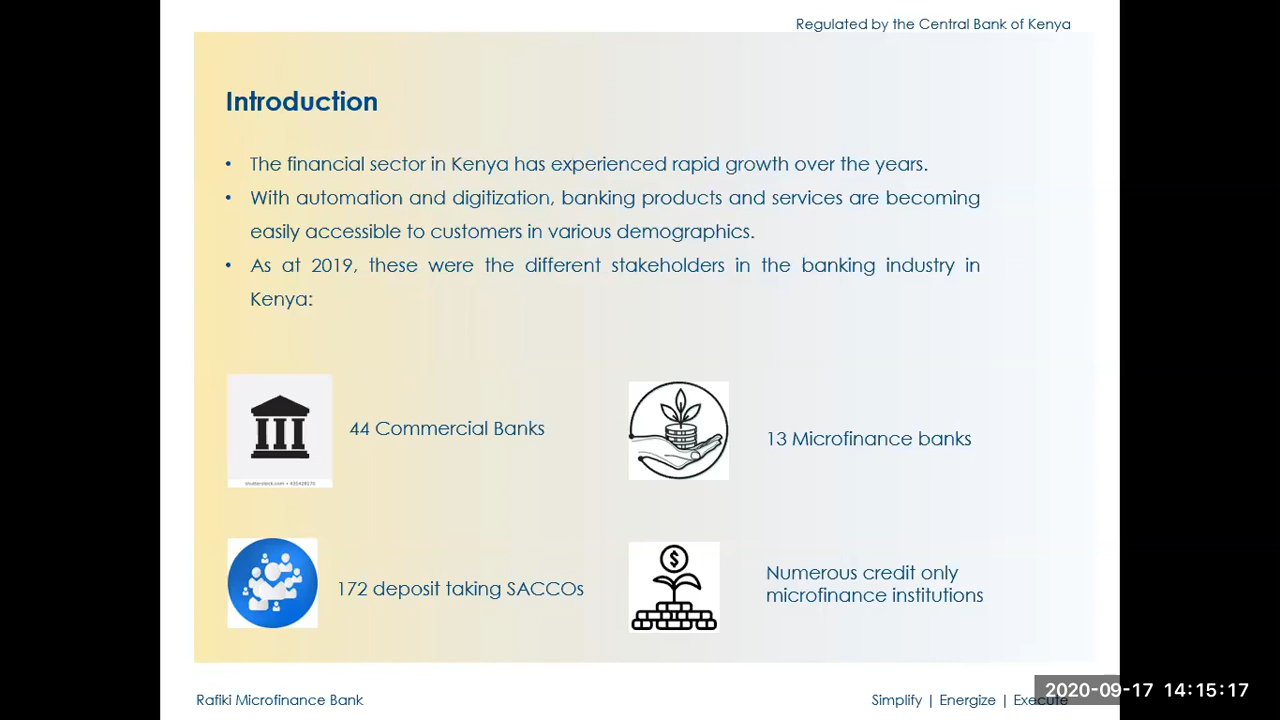 Regulated by the Central Bank of Kenya
Introduction
• The financial sector in Kenya has experienced rapid growth over the years.
• With automation and digitization, banking products and services are becoming
easily accessible to customers in various demographics.
• As at 2019, these were the different stakeholders in the banking industry in
Kenya:
44 Commercial Banks
13 Microfinance banks
172 deposit taking SACCOs
Numerous credit only
microfinance institutions
Rafiki Microfinance Bank
Simplify | Energize | Execute
2020-09-17 14:15:17